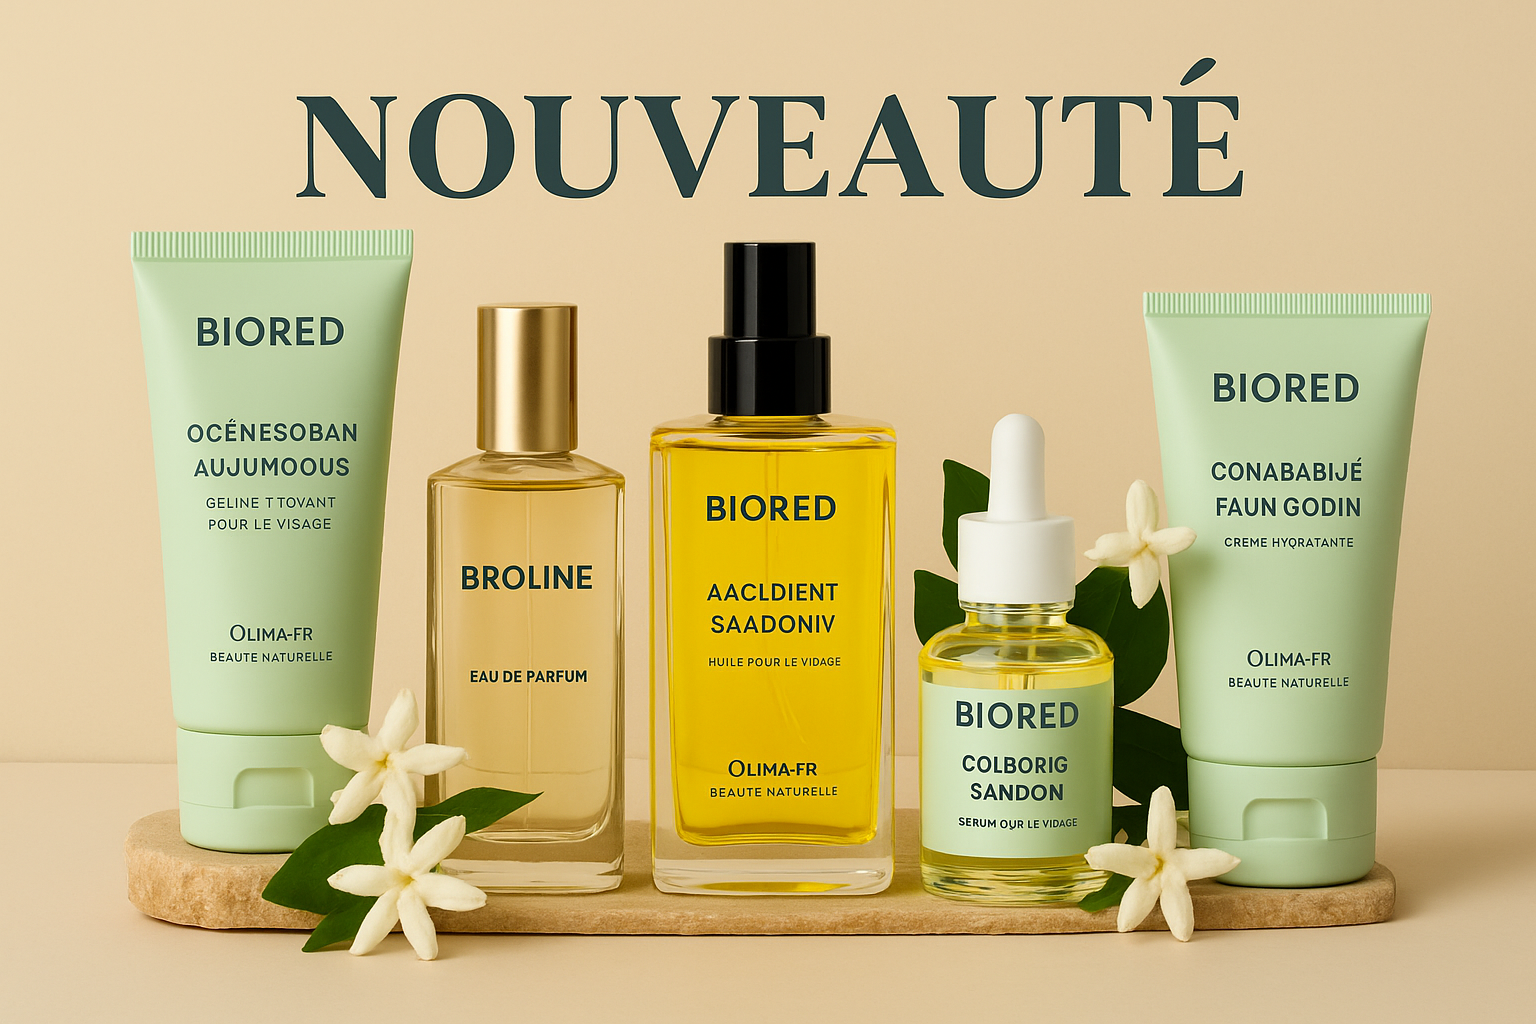 NOUVEAUTÉ
BIORED
OCÉNESOBAN
AUJUMOOUS
GELINE T TOVANT
POUR LE VISAGE
OLIMA-FR
BEAUTE NATURELLE
BROLINE
EAU DE PARFUM
BIORED
AACLDIENT
SAADONIV
HUILE POUR LE VIDAGE
OLIMA-FR
BEAUTE NATURELLE
BIORED
COLBORIG
SANDON
SERUM OUR LE VIDAGE
BIORED
CONABABIJÉ
FAUN GODIN
CREME HYQRATANTE
OLIMA-FR
BEAUTE NATURELLE